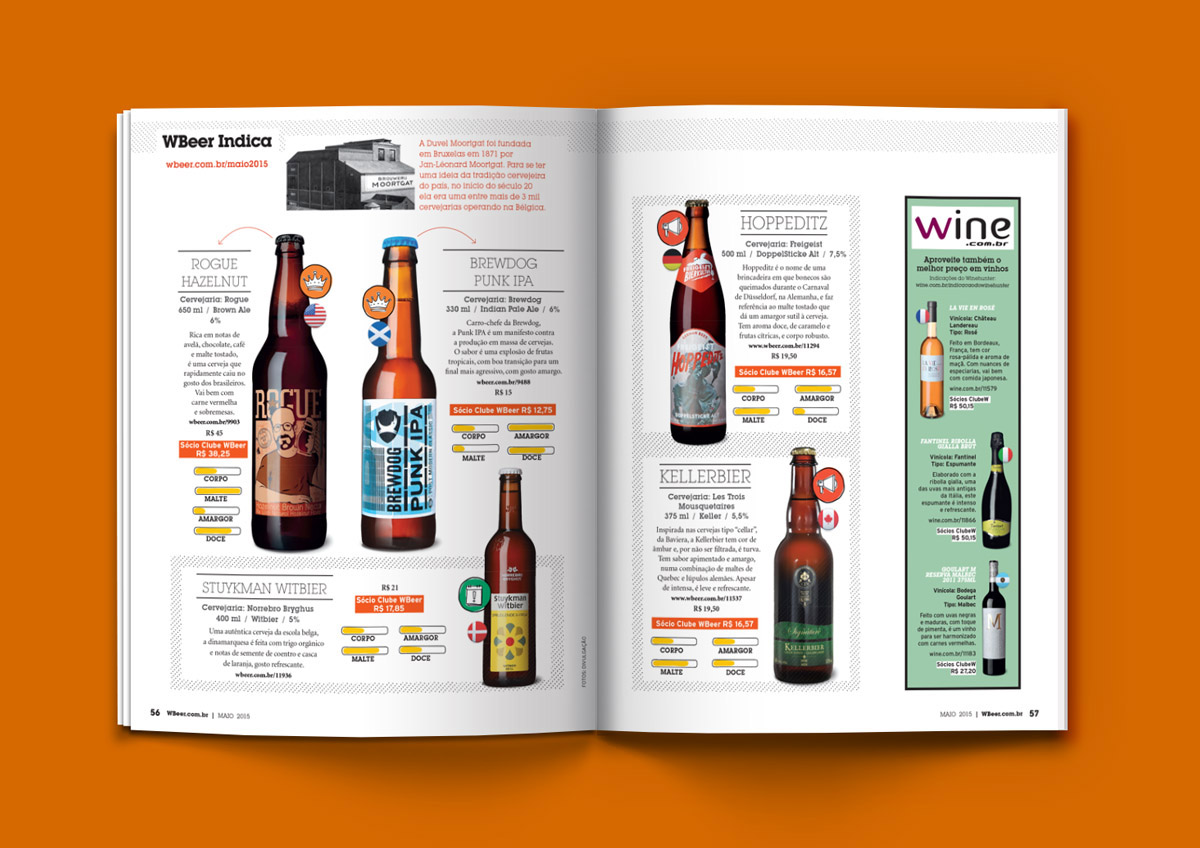 WBeer Indica
wbeer.com.br/maio2015
BROUWERIJ
MOORTGAT
A Duvel Moortgat foi fundada
em Bruxelas em 1871 por
Jan-Léonard Moortgat. Para se ter
uma ideia da tradição cervejeira
do país, no início do século 20
ela era uma entre mais de 3 mil
cervejarias operando na Bélgica.
ROGUE
HAZELNUT
Cervejaria: Rogue
650 ml / Brown Ale
6%
Rica em notas de
avelã, chocolate, café
e malte tostado,
é uma cerveja que
rapidamente caiu no
gosto dos brasileiros.
Vai bem com
carne vermelha
e sobremesas.
wbeer.com.br/9903
R$ 45
Sócio Clube WBeer
R$ 38,25
CORPO
MALTE
AMARGOR
DOCE
ROGUE
BREWDOG
PUNK IPA
BREWDOG
PUNK IPA
Cervejaria: Brewdog
330 ml / Indian Pale Ale / 6%
Carro-chefe da Brewdog,
a Punk IPA é um manifesto contra
a produção em massa de cervejas.
O sabor é uma explosão de frutas
tropicais, com boa transição para um
final mais agressivo, com gosto amargo.
wbeer.com.br/9488
R$ 15
Sócio Clube WBeer R$ 12,75
CORPO
AMARGOR
MALTE
DOCE
STUYKMAN WITBIER
Cervejaria: Norrebro Bryghus
400 ml / Witbier / 5%
Uma autêntica cerveja da escola belga,
a dinamarquesa é feita com trigo orgânico
e notas de semente de coentro e casca
de laranja, gosto refrescante.
wbeer.com.br/11936
R$ 21
Sócio Clube WBeer
R$ 17,85
CORPO
AMARGOR
MALTE
DOCE
Stuykman
witbier
FOTOS: DIVULGAÇÃO
56 WBeer.com.br | MAIO 2015
HOPPEDITZ
Cervejaria: Freigeist
500 ml / DoppelSticke Alt / 7,5%
Hoppeditz é o nome de uma
brincadeira em que bonecos são
queimados durante o Carnaval
de Düsseldorf, na Alemanha, e faz
referência ao malte tostado que
dá um amargor sutil à cerveja.
Tem aroma doce, de caramelo e
frutas cítricas, e corpo robusto.
www.wbeer.com.br/11294
R$ 19,50
Sócio Clube WBeer R$ 16,57
CORPO
AMARGOR
MALTE
DOCE
FREIGEIST
HOPPEDITZ
DOPPELSTICKE ALT
KELLERBIER
Cervejaria: Les Trois
Mousquetaires
375 ml / Keller / 5,5%
Inspirada nas cervejas tipo "cellar",
da Baviera, a Kellerbier tem cor de
âmbar e, por não ser filtrada, é turva.
Tem sabor apimentado e amargo,
numa combinação de maltes de
Quebec e lúpulos alemães. Apesar
de intensa, é leve e refrescante.
www.wbeer.com.br/11537
R$ 19,50
Sócio Clube WBeer R$ 16,57
CORPO
AMARGOR
MALTE
DOCE
Signature
KELLERBIER
wine
.com.br
Aproveite também o
melhor preço em vinhos
Indicações do Winehunter:
wine.com.br/indicacaodowinehunter
LA VIE EN ROSÉ
Vinícola: Château
Landereau
Tipo: Rosé
Feito em Bordeaux,
França, tem cor
rosa-pálida e aroma de
maçã. Com nuances de
especiarias, vai bem
com comida japonesa.
wine.com.br/11579
Sócios ClubeW
R$ 50,15
FANTINEL RIBOLLA
GIALLA BRUT
Vinícola: Fantinel
Tipo: Espumante
Elaborado com a
ribolla gialla, uma
das uvas mais antigas
da Itália, este
espumante é intenso
e refrescante.
wine.com.br/11866
Sócios ClubeW
R$ 50,15
GOULART M
RESERVA MALBEC
2011 375ML
Vinícola: Bodega
Goulart
Tipo: Malbec
Feito com uvas negras
e maduras, com toque
de pimenta, é um vinho
para ser harmonizado
com carnes vermelhas.
wine.com.br/11183
Sócios ClubeW
R$ 27,20
M
MAIO 2015 | WBeer.com.br 57